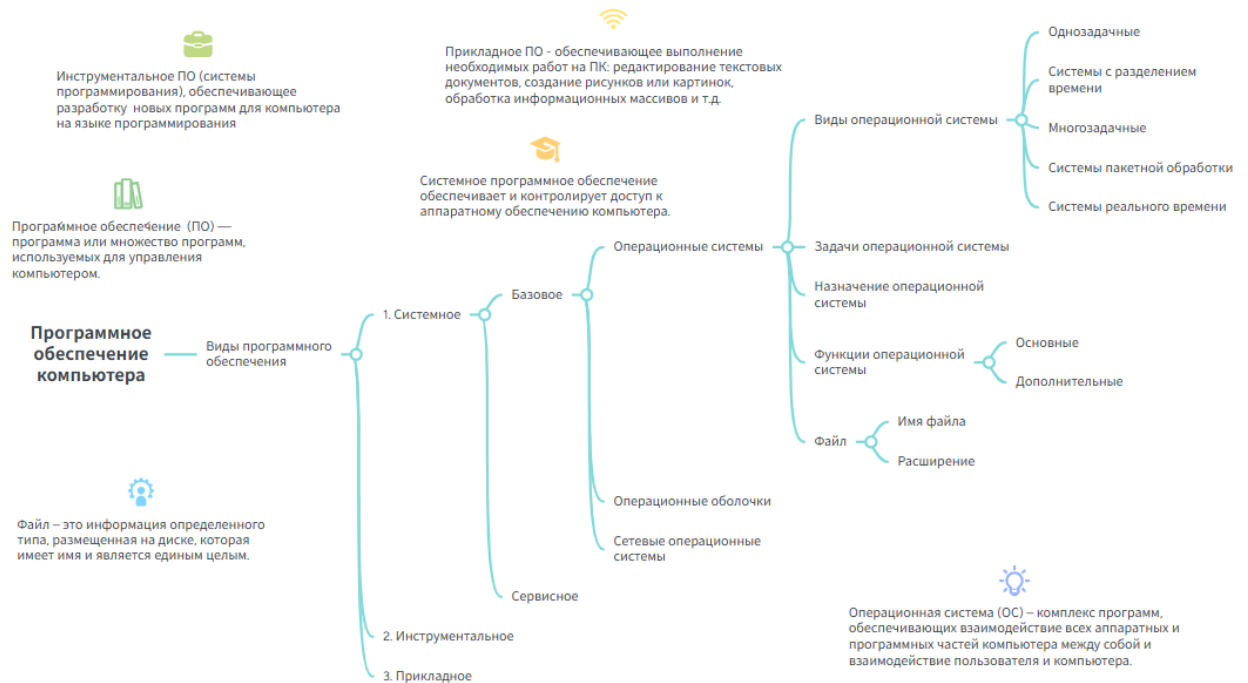 Инструментальное ПО (системы
программирования), обеспечивающее
разработку новых программ для компьютера
на языке программирования
Прикладное ПО - обеспечивающее выполнение
необходимых работ на ПК: редактирование текстовых
документов, создание рисунков или картинок,
обработка информационных массивов и т.д.
Системное программное обеспечение
обеспечивает и контролирует доступ к
аппаратному обеспечению компьютера.
Программное обеспечение (ПО) —
программа или множество программ,
используемых для управления
компьютером.
Программное
обеспечение
компьютера
Виды программного
обеспечения
1. Системное
Базовое
Операционные системы
Виды операционной системы
Однозадачные
Системы с разделением
времени
Многозадачные
Системы пакетной обработки
Системы реального времени
Задачи операционной системы
Назначение операционной
системы
Функции операционной
системы
Основные
Дополнительные
Файл
Имя файла
Расширение
Операционные оболочки
Сетевые операционные
системы
Сервисное
2. Инструментальное
3. Прикладное
Файл – это информация определенного
типа, размещенная на диске, которая
имеет имя и является единым целым.
Операционная система (ОС) – комплекс программ,
обеспечивающих взаимодействие всех аппаратных и
программных частей компьютера между собой и
взаимодействие пользователя и компьютера.